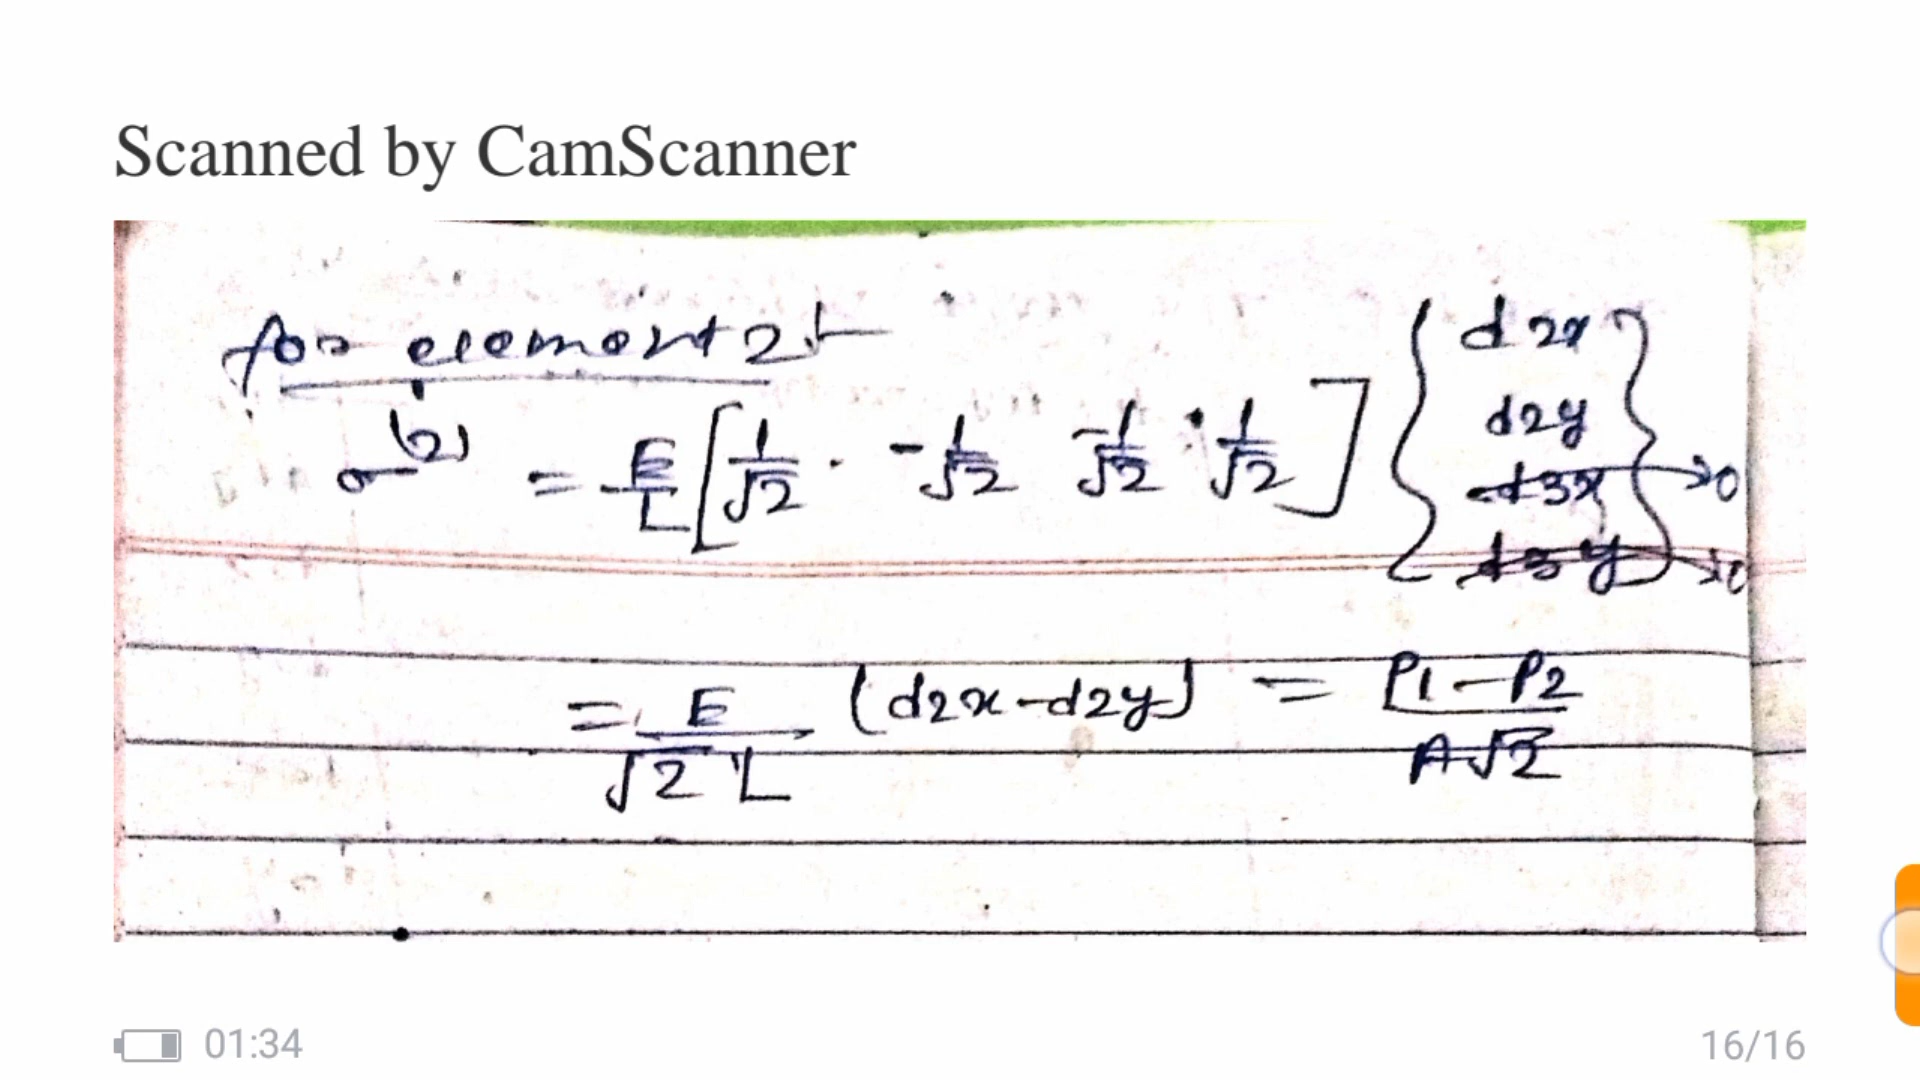 Scanned by CamScanner
for element 2:-
σ^(2) = E/L [1/√2 -1/√2 -1/√2 1/√2] { d2x
d2y
d3x → 0
d3y → 0 }
= E/√2 L (d2x-d2y) = P1-P2/A√2
01:34
16/16